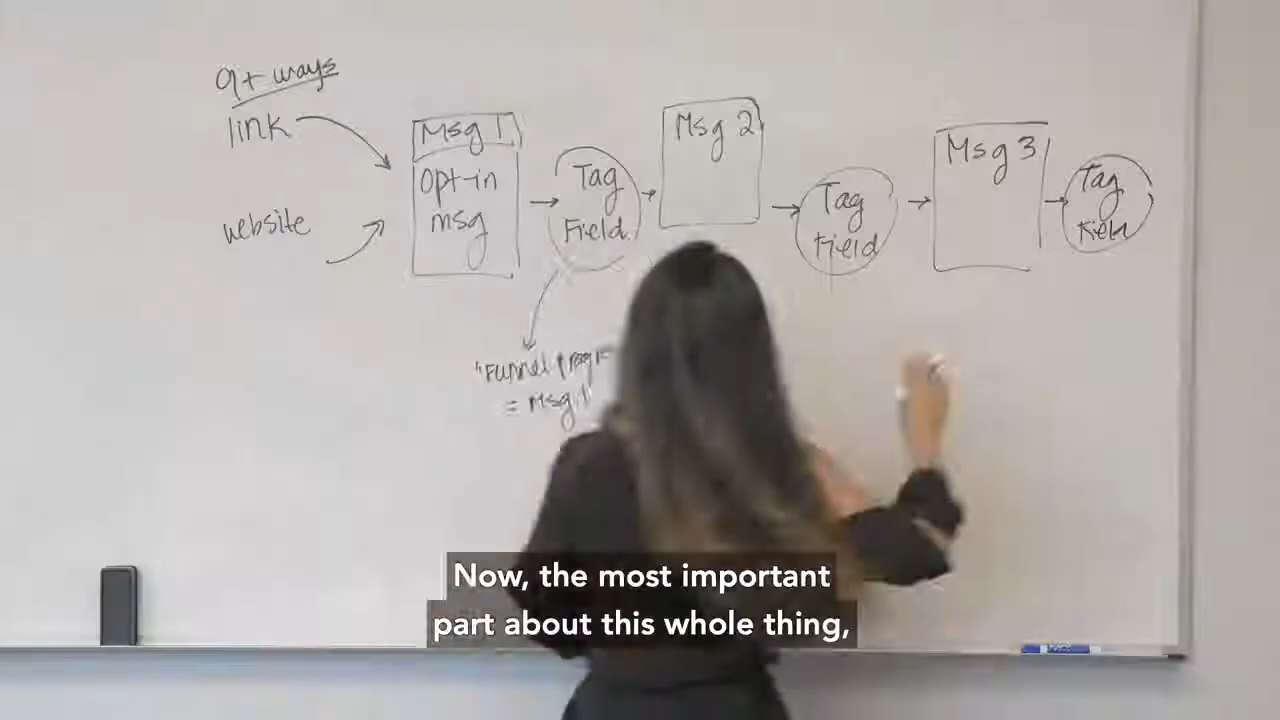 9+ ways
link
website
Msg 1
Opt-in
msg
Tag
Field
Msg 2
Tag
Field
Msg 3
Tag
Field
"Funnel
= Msg 1"
Now, the most important
part about this whole thing,